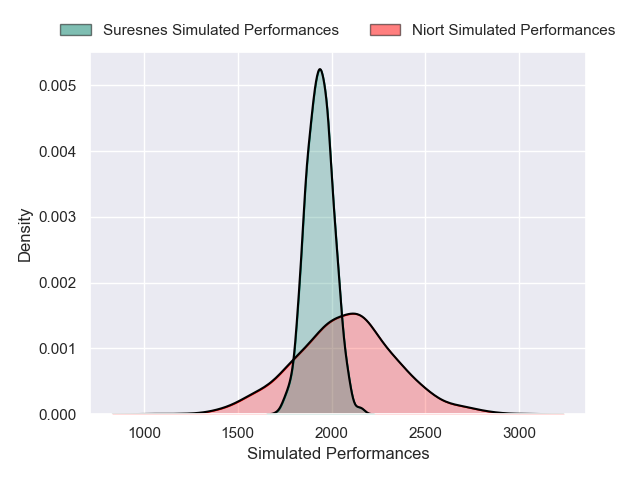 Suresnes Simulated Performances Niort Simulated Performances
0.005
0.004
0.003
0.002
0.001
0.000
Density
1000 1500 2000 2500 3000
Simulated Performances